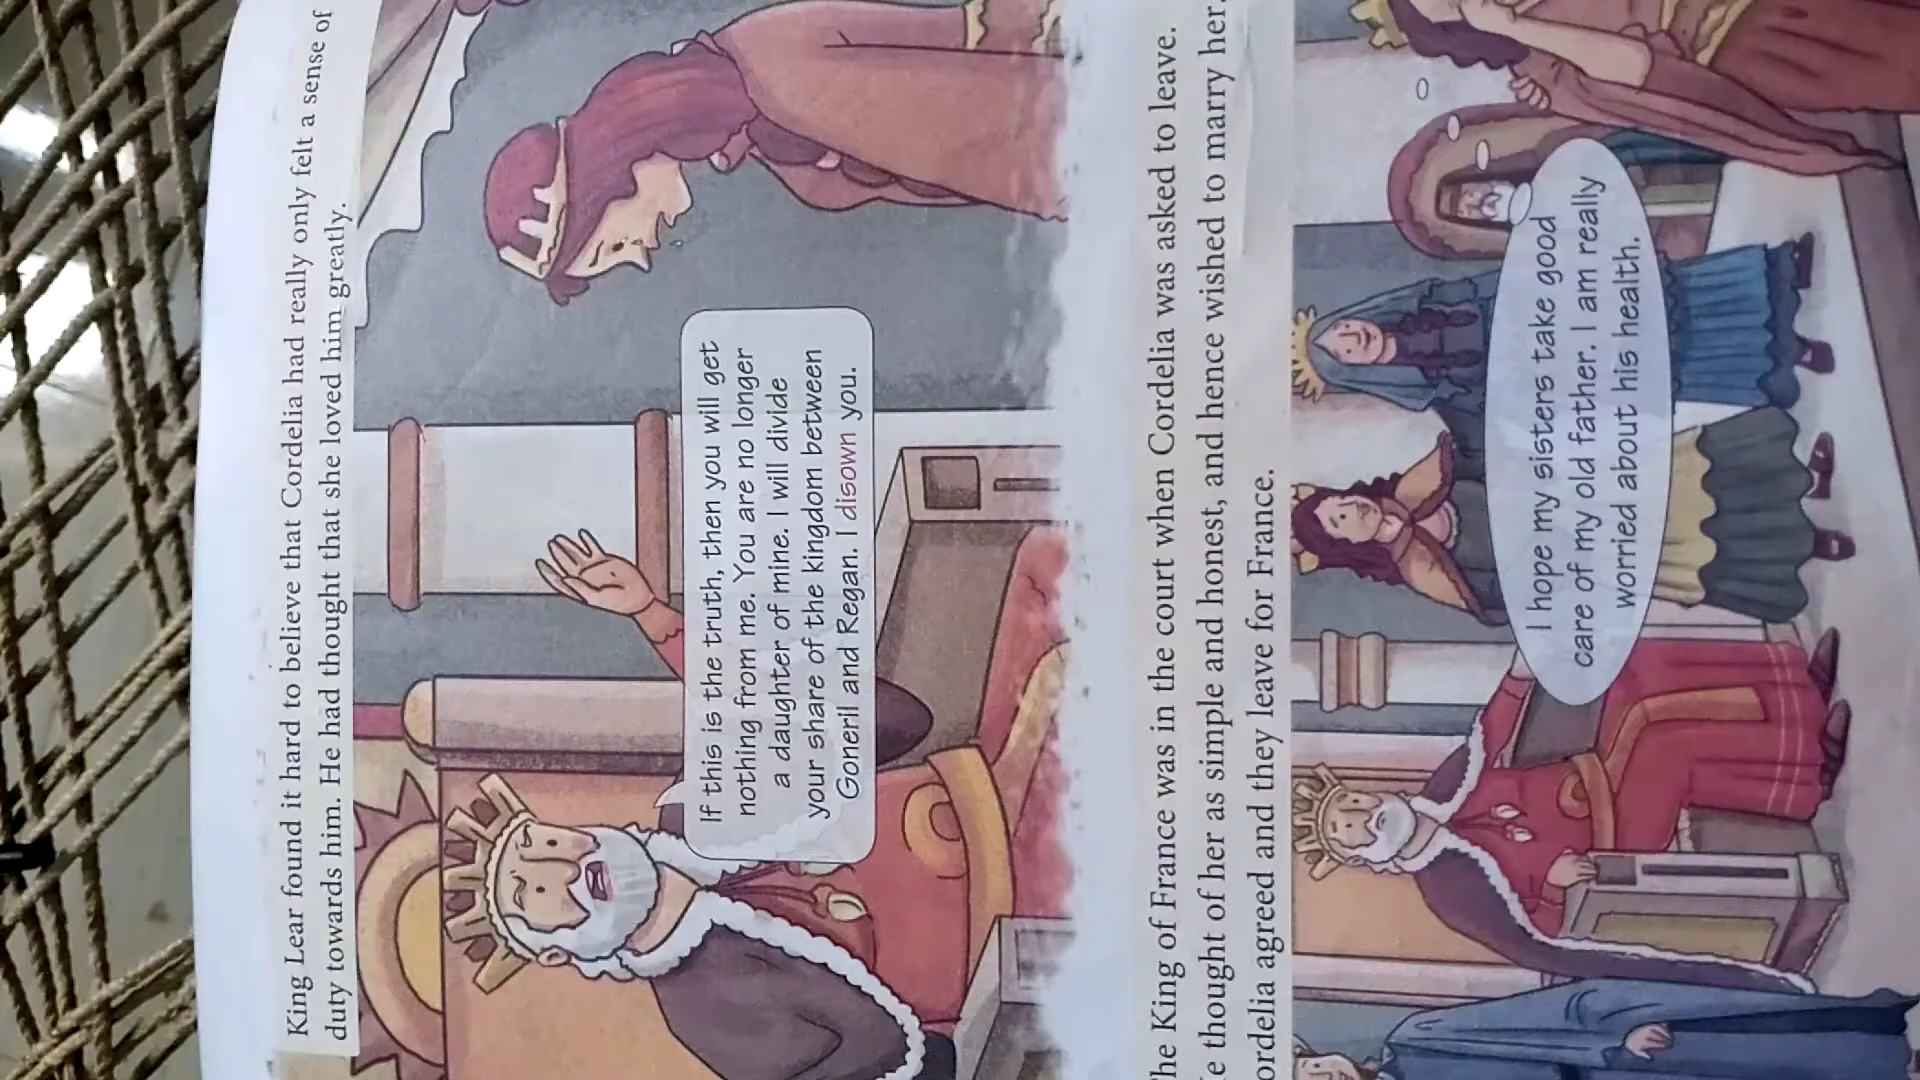 King Lear found it hard to believe that Cordelia had really only felt a sense of
duty towards him. He had thought that she loved him greatly.
If this is the truth, then you will get
nothing from me. You are no longer
a daughter of mine. I will divide
your share of the kingdom between
Goneril and Regan. I disown you.
he King of France was in the court when Cordelia was asked to leave.
e thought of her as simple and honest, and hence wished to marry her.
ordelia agreed and they leave for France.
I hope my sisters take good
care of my old father. I am really
worried about his health.